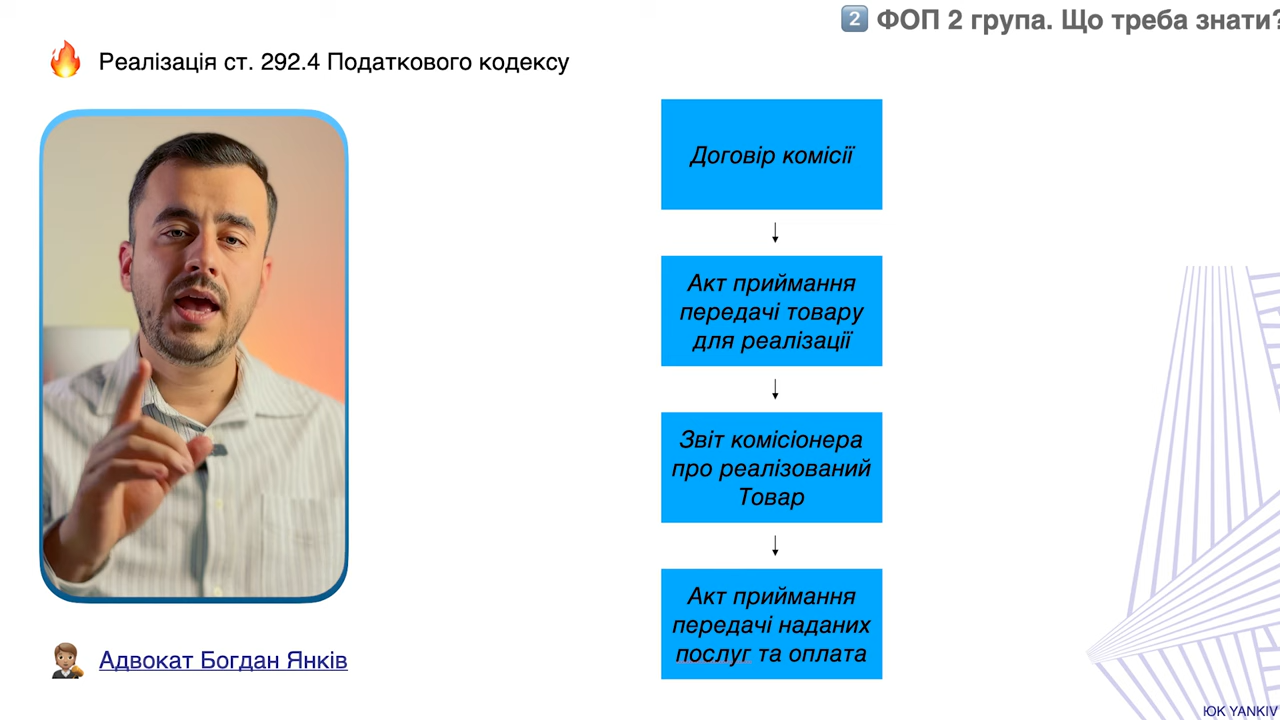 2 ФОП 2 група. Що треба знати?
Реалізація ст. 292.4 Податкового кодексу
Договір комісії
Акт приймання
передачі товару
для реалізації
Звіт комісіонера
про реалізований
Товар
Акт приймання
передачі наданих
послуг та оплата
Адвокат Богдан Янків
ЮК YANKIV